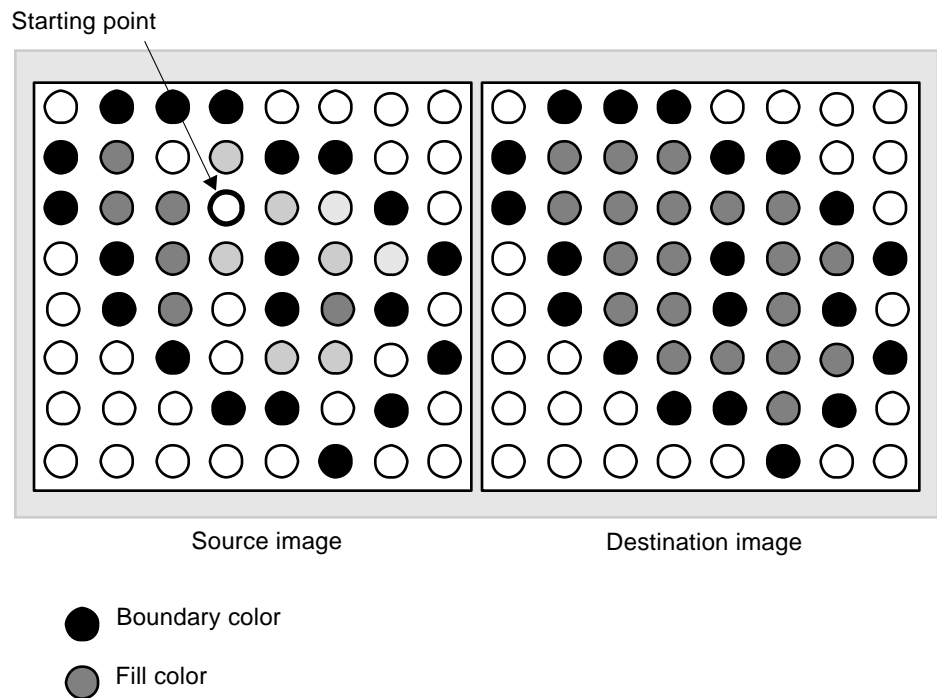 Starting point
Source image
Destination image
Boundary color
Fill color